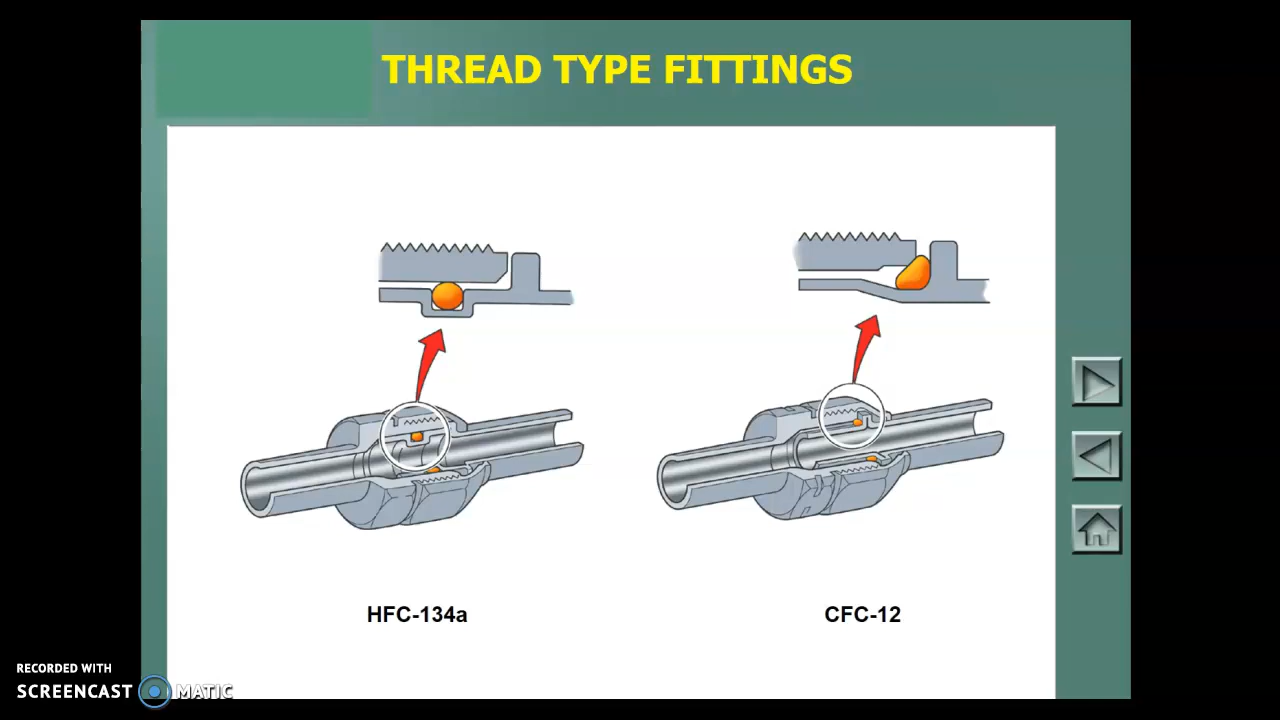 THREAD TYPE FITTINGS
HFC-134a
CFC-12
RECORDED WITH
SCREENCAST MATIC